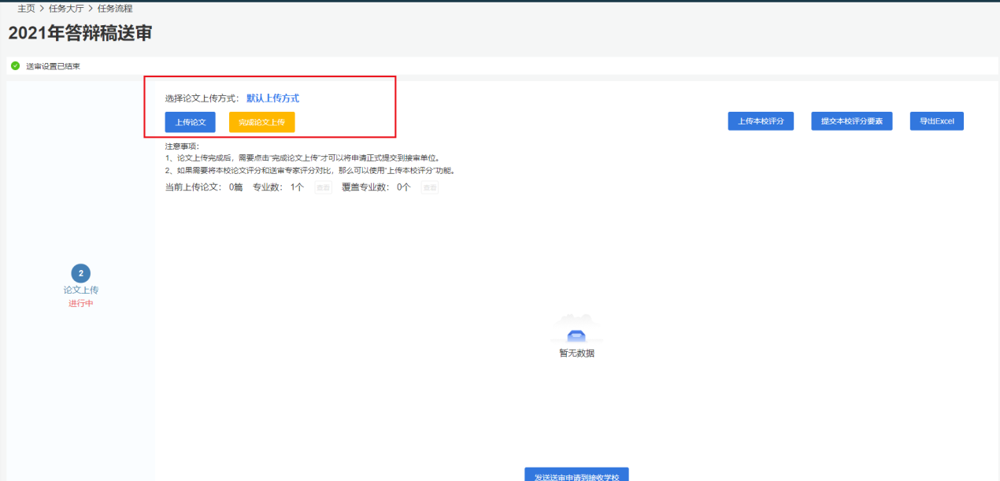 主页 > 任务大厅 > 任务流程
2021年答辩稿送审
送审设置已结束
选择论文上传方式： 默认上传方式
上传论文 完成论文上传 上传本校评分 提交本校评分要素 导出Excel
注意事项：
1、论文上传完成后，需要点击“完成论文上传”才可以将申请正式提交到接审单位。
2、如果需要将本校论文评分和送审专家评分对比，那么可以使用“上传本校评分”功能。
当前上传论文： 0篇 专业数： 1个 查看 覆盖专业数： 0个 查看
2
论文上传
进行中
暂无数据
发送送审申请到接收学校